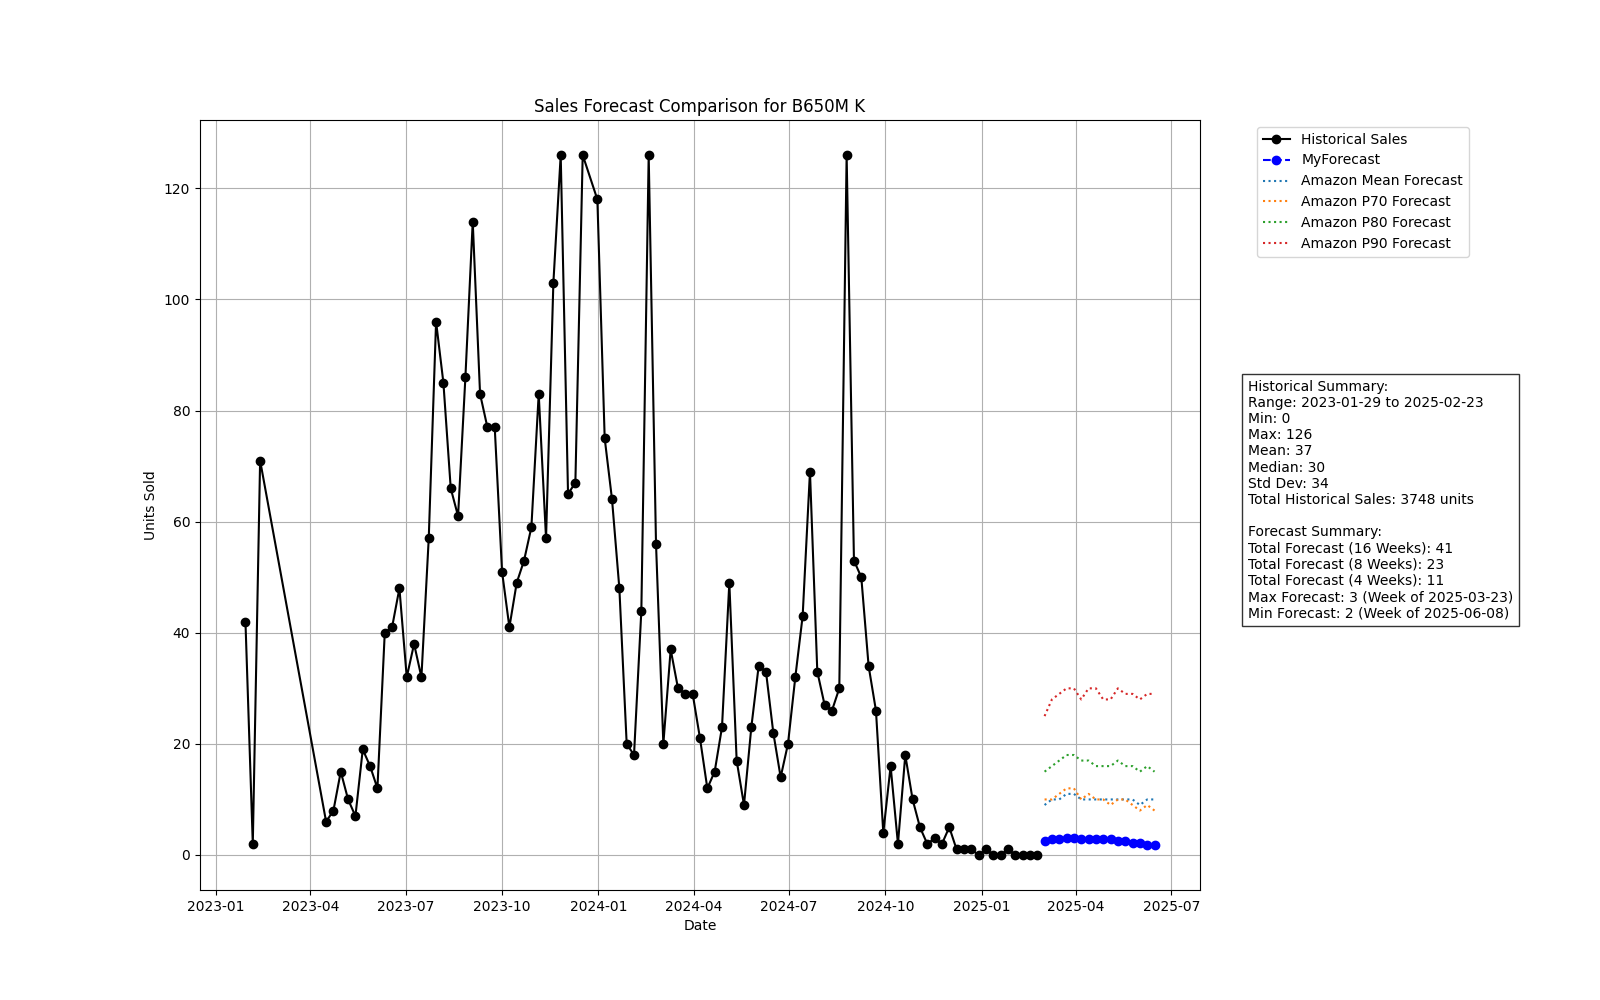 Sales Forecast Comparison for B650M K
Units Sold
120
100
80
60
40
20
0
2023-01
2023-04
2023-07
2023-10
2024-01
2024-04
2024-07
2024-10
2025-01
2025-04
2025-07
Date
Historical Sales
MyForecast
Amazon Mean Forecast
Amazon P70 Forecast
Amazon P80 Forecast
Amazon P90 Forecast
Historical Summary:
Range: 2023-01-29 to 2025-02-23
Min: 0
Max: 126
Mean: 37
Median: 30
Std Dev: 34
Total Historical Sales: 3748 units
Forecast Summary:
Total Forecast (16 Weeks): 41
Total Forecast (8 Weeks): 23
Total Forecast (4 Weeks): 11
Max Forecast: 3 (Week of 2025-03-23)
Min Forecast: 2 (Week of 2025-06-08)